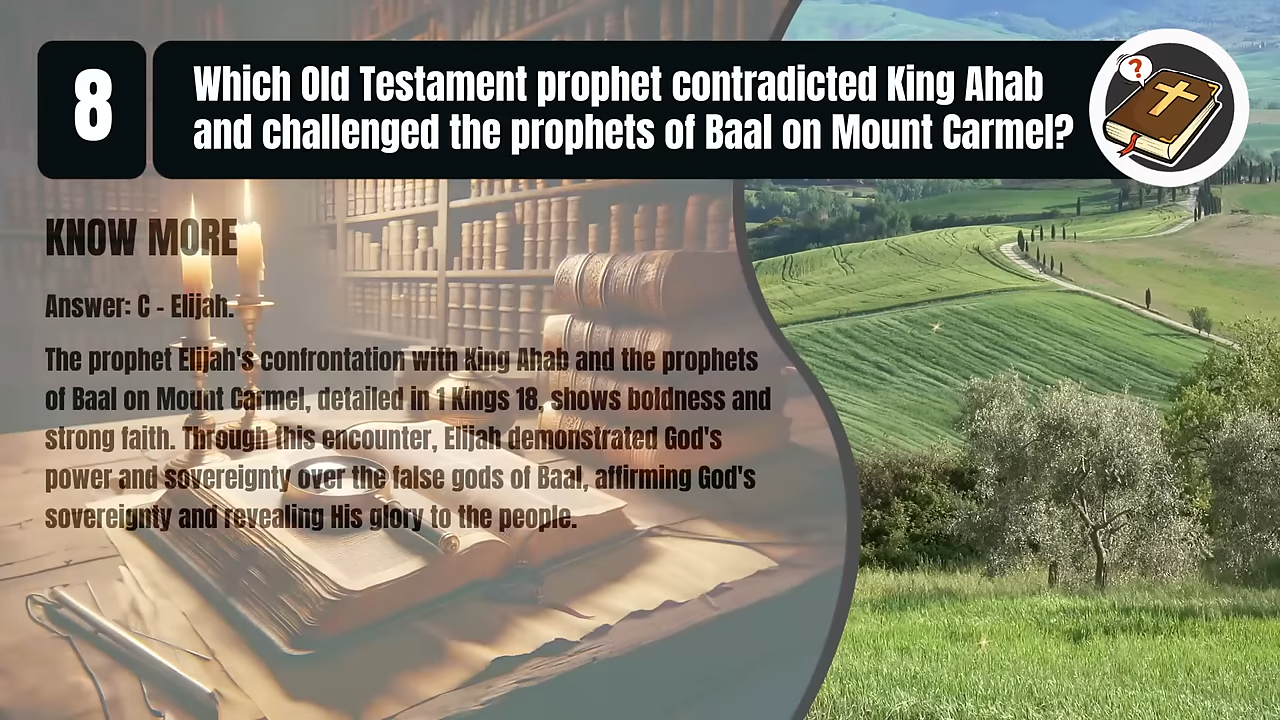 8
Which Old Testament prophet contradicted King Ahab
and challenged the prophets of Baal on Mount Carmel?
?
KNOW MORE
Answer: C - Elijah.
The prophet Elijah's confrontation with King Ahab and the prophets
of Baal on Mount Carmel, detailed in 1 Kings 18, shows boldness and
strong faith. Through this encounter, Elijah demonstrated God's
power and sovereignty over the false gods of Baal, affirming God's
sovereignty and revealing His glory to the people.